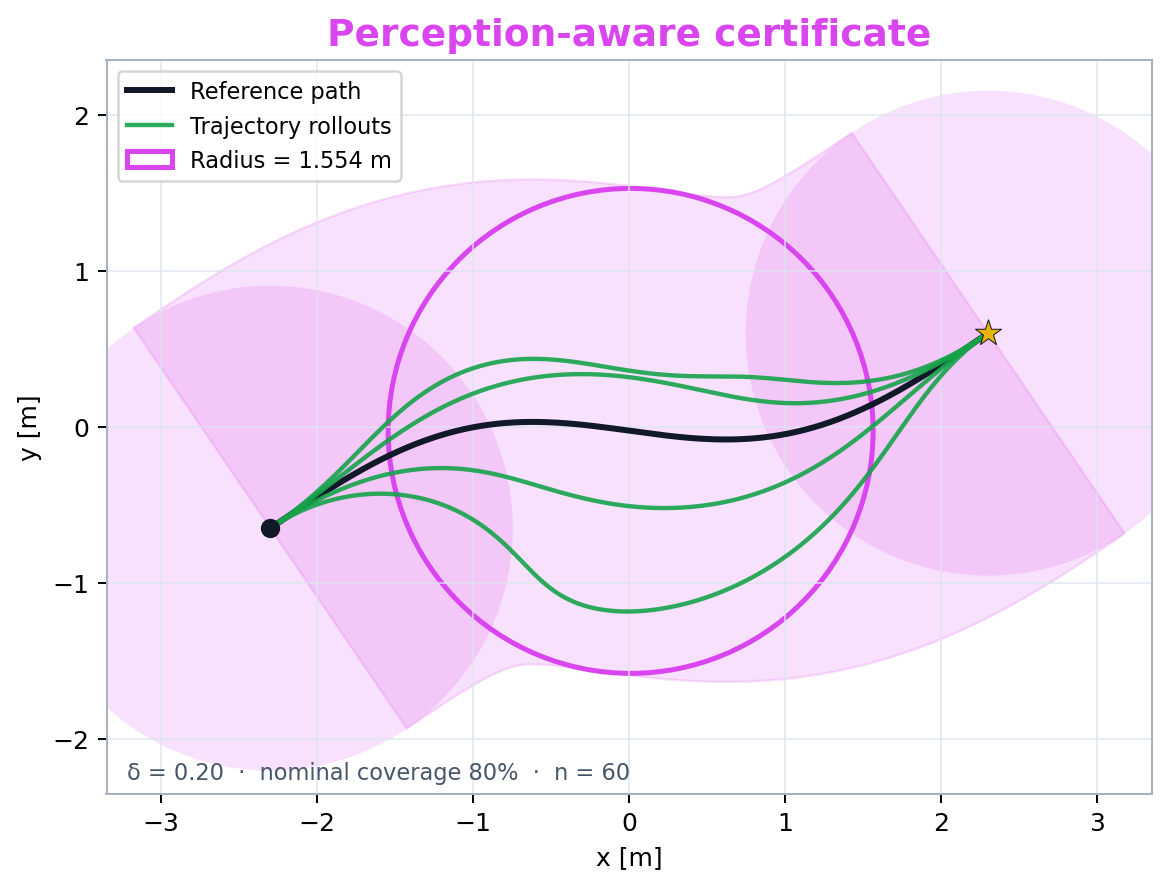 Perception-aware certificate
Reference path
Trajectory rollouts
Radius = 1.554 m
2
1
0
−1
−2
y [m]
δ = 0.20 · nominal coverage 80% · n = 60
−3 −2 −1 0 1 2 3
x [m]